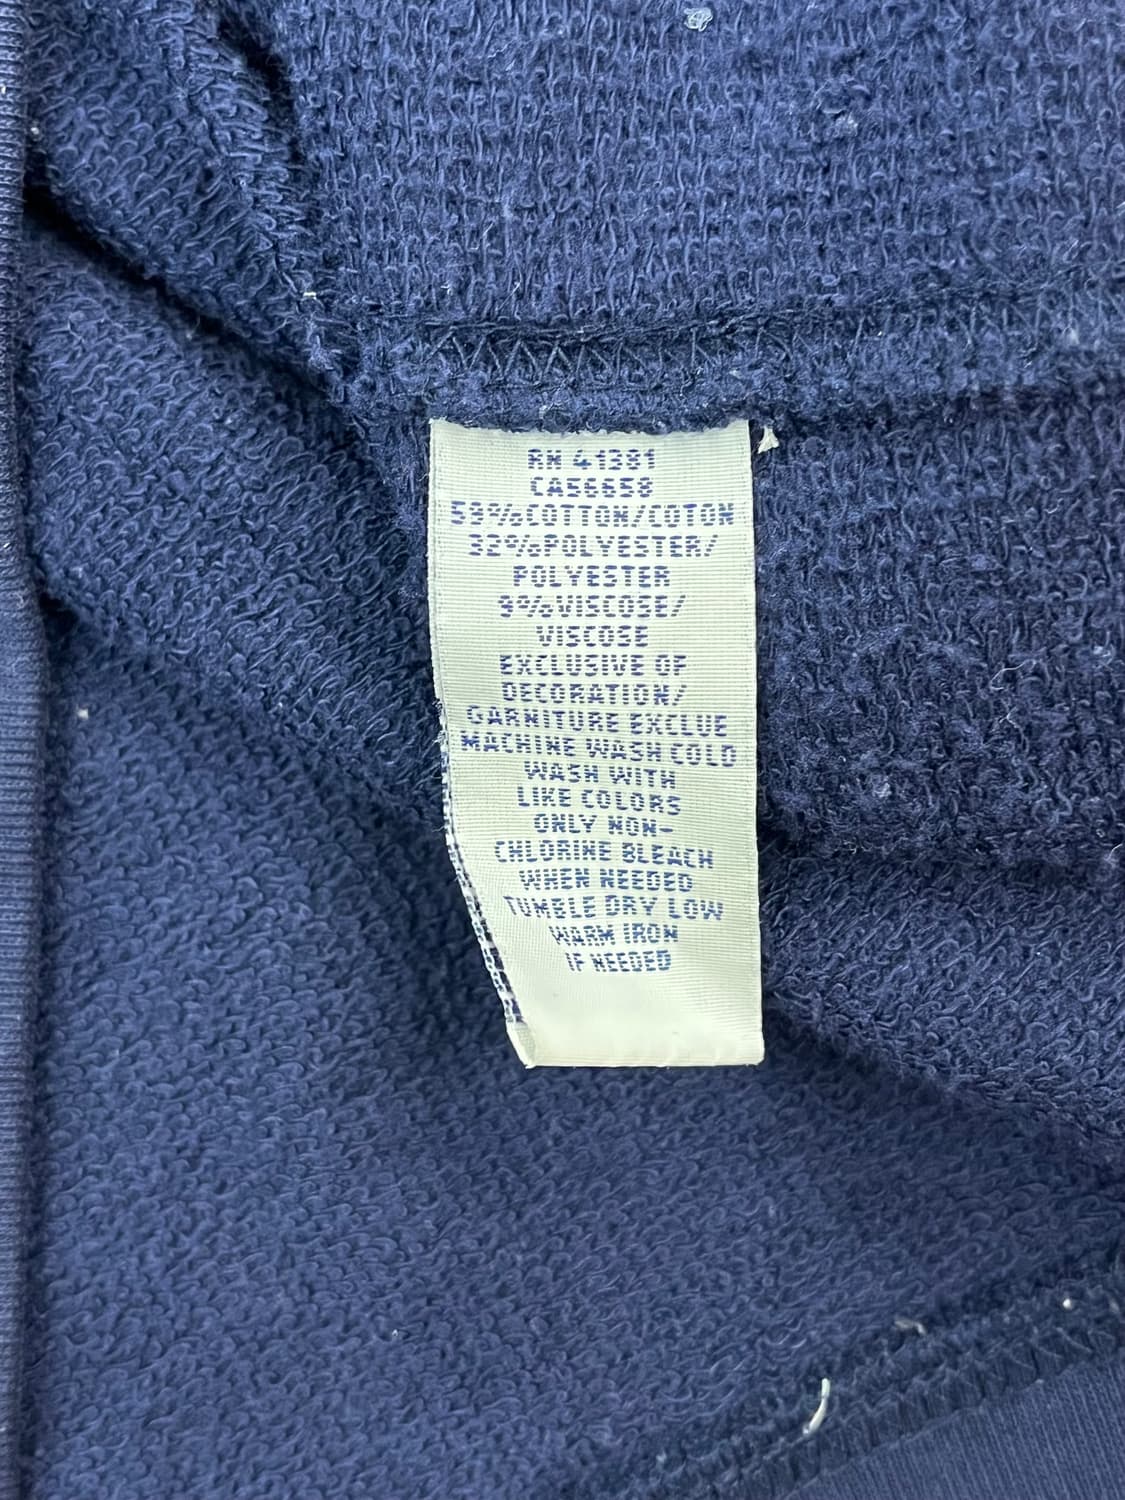 RN 41381
CA56658
59%COTTON/COTON
32%POLYESTER/
POLYESTER
9%VISCOSE/
VISCOSE
EXCLUSIVE OF
DECORATION/
GARNITURE EXCLUE
MACHINE WASH COLD
WASH WITH
LIKE COLORS
ONLY NON-
CHLORINE BLEACH
WHEN NEEDED
TUMBLE DRY LOW
WARM IRON
IF NEEDED